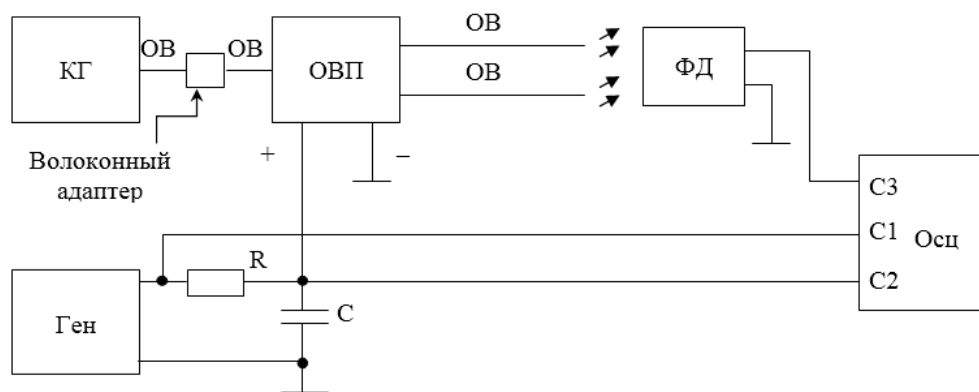 ОВ
КГ
ОВ
ОВ
ОВП
ОВ
ФД
Волоконный
адаптер
+
–
С3
С1
Осц
С2
R
С
Ген